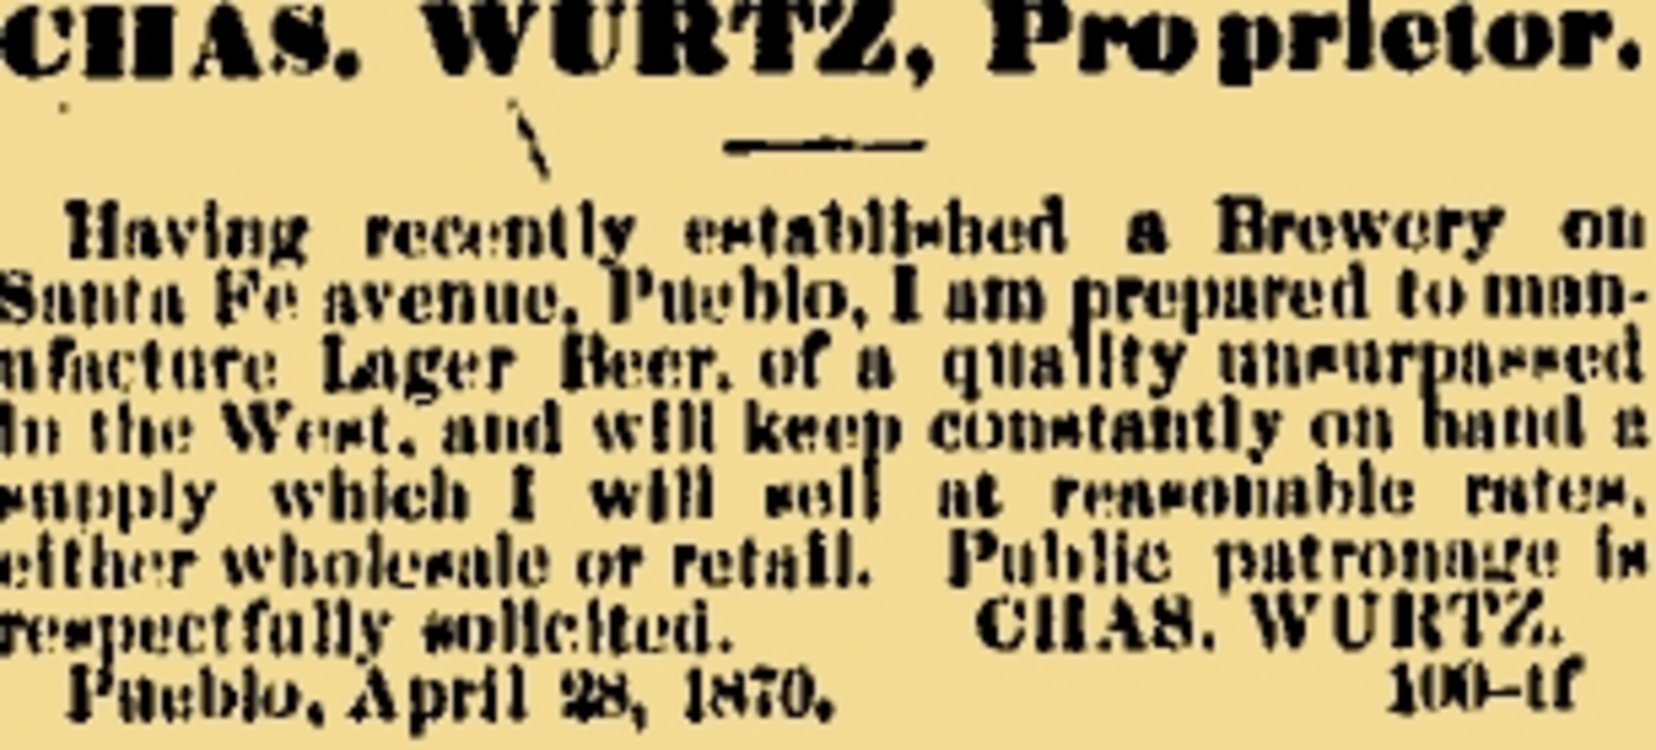 CHAS. WURTZ, Proprietor.
Having recently established a Brewery on
Santa Fe avenue, Pueblo, I am prepared to man-
ufacture Lager Beer, of a quality unsurpassed
in the West, and will keep constantly on hand a
supply which I will sell at reasonable rates,
either wholesale or retail. Public patronage is
respectfully solicited. CHAS. WURTZ.
Pueblo, April 28, 1870. 100-tf